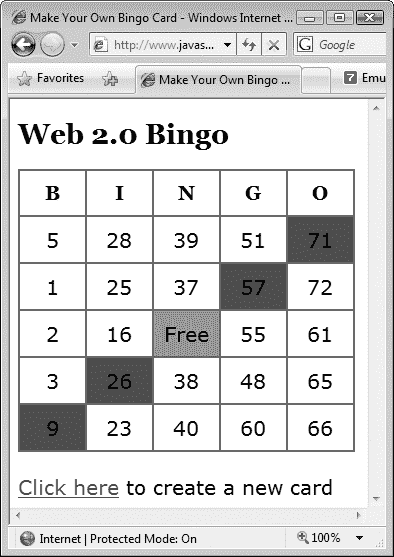 Make Your Own Bingo Card - Windows Internet ...
http://www.javas...
Google
Favorites
Make Your Own Bingo ...
Emu
Web 2.0 Bingo
B I N G O
5 28 39 51 71
1 25 37 57 72
2 16 Free 55 61
3 26 38 48 65
9 23 40 60 66
Click here to create a new card
Internet | Protected Mode: On
100%